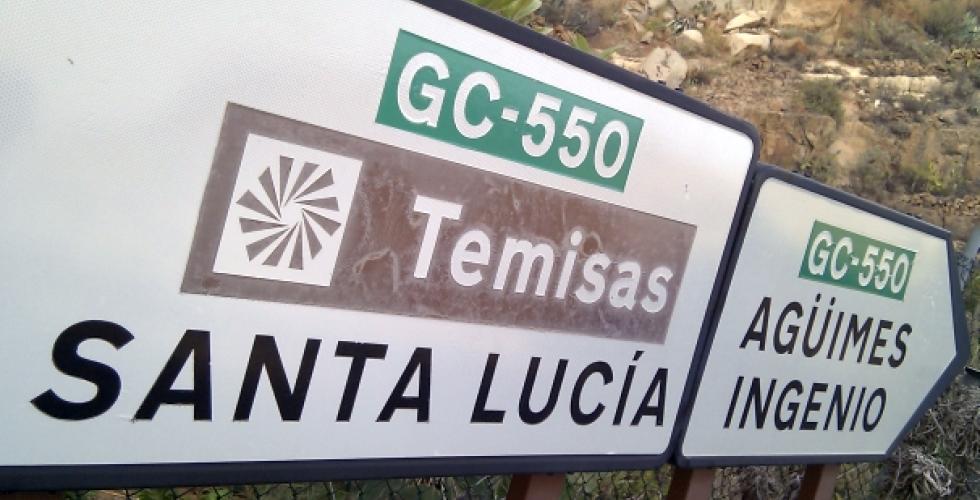 GC-550
Temisas
SANTA LUCÍA
GC-550
AGÜIMES
INGENIO